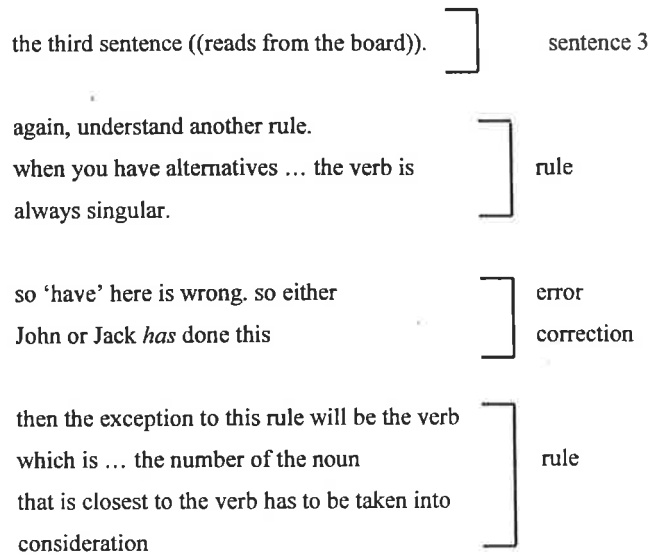 the third sentence ((reads from the board)). sentence 3
again, understand another rule.
when you have alternatives … the verb is rule
always singular.
so ‘have’ here is wrong. so either error
John or Jack has done this correction
then the exception to this rule will be the verb
which is … the number of the noun rule
that is closest to the verb has to be taken into
consideration